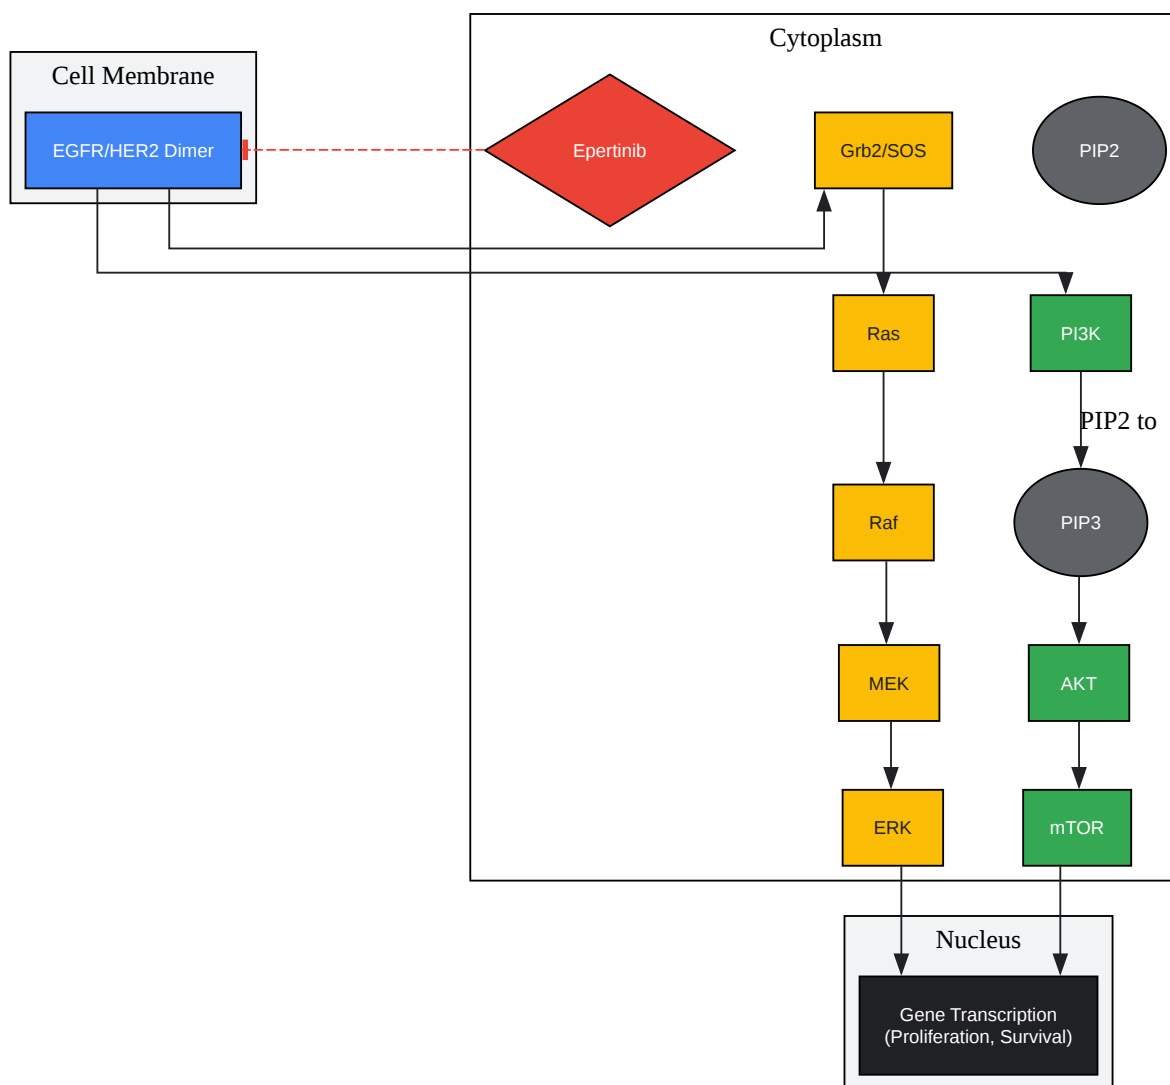 Cytoplasm
Cell Membrane
EGFR/HER2 Dimer
Epertinib
Grb2/SOS
PIP2
Ras
PI3K
PIP2 to
Raf
PIP3
MEK
AKT
ERK
mTOR
Nucleus
Gene Transcription
(Proliferation, Survival)